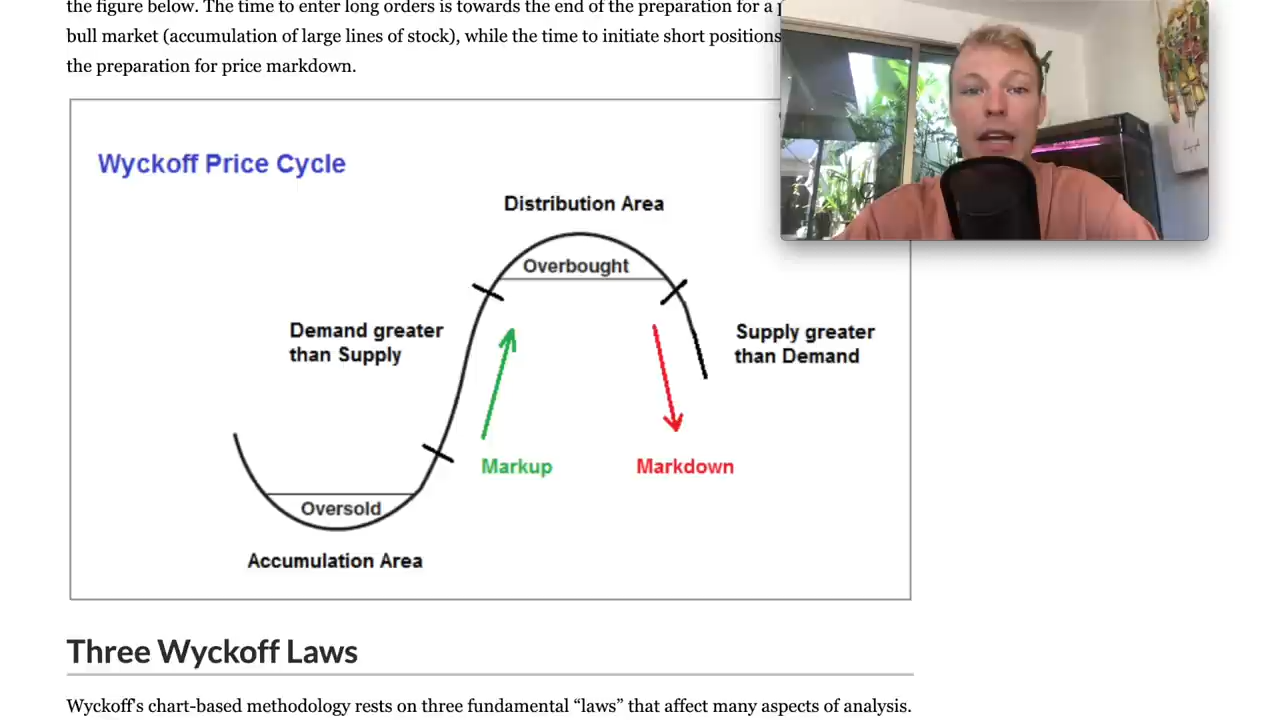 the figure below. The time to enter long orders is towards the end of the preparation for a
bull market (accumulation of large lines of stock), while the time to initiate short positions
the preparation for price markdown.
Wyckoff Price Cycle
Distribution Area
Overbought
Demand greater
than Supply
Supply greater
than Demand
Markup
Markdown
Oversold
Accumulation Area
Three Wyckoff Laws
Wyckoff's chart-based methodology rests on three fundamental “laws” that affect many aspects of analysis.